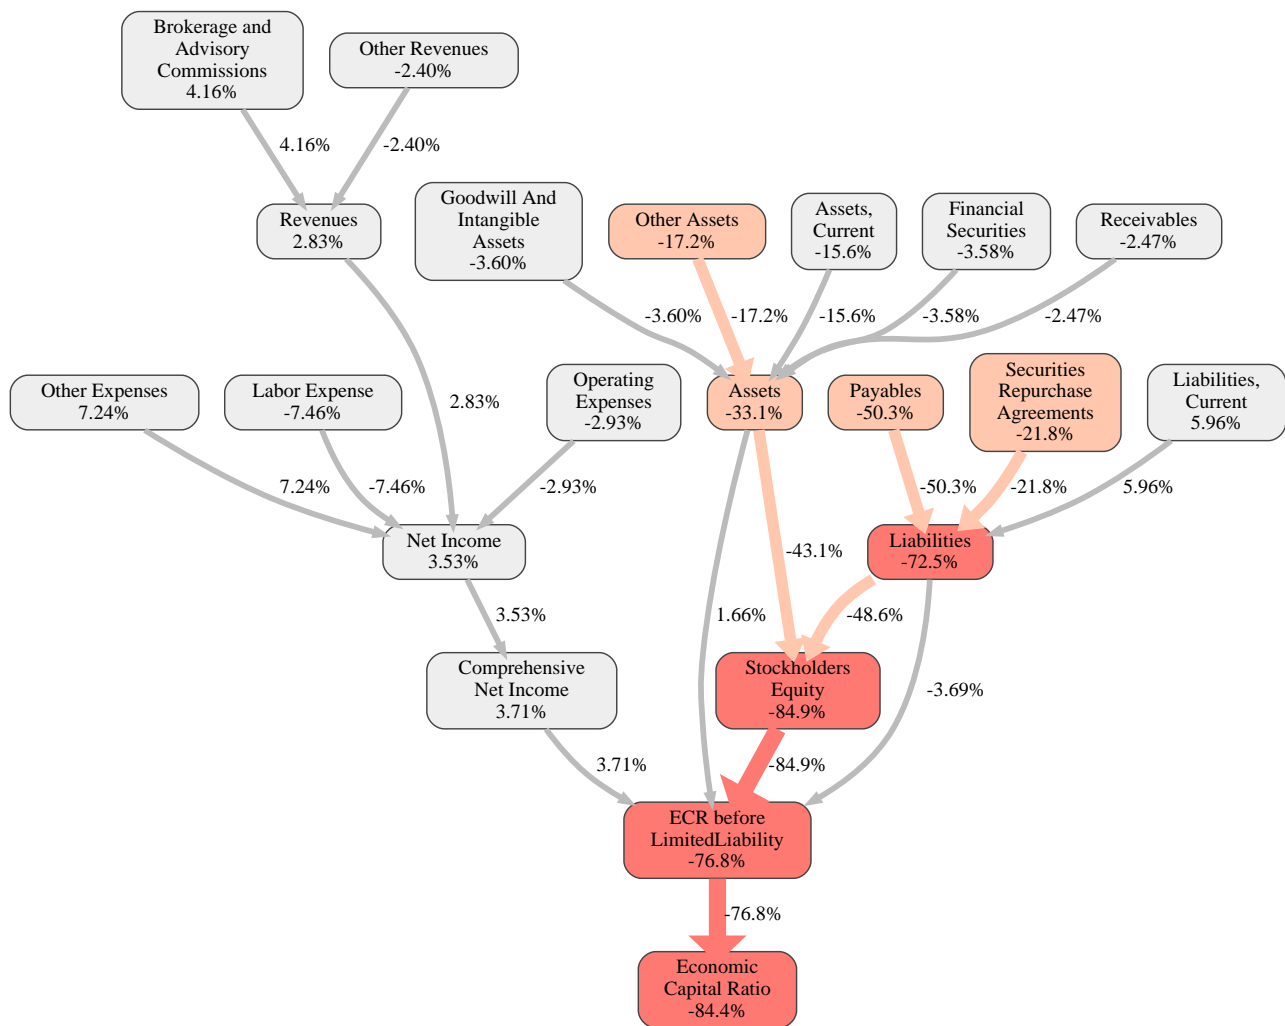 Brokerage and
Advisory
Commissions
4.16%
Other Revenues
-2.40%
4.16%
-2.40%
Revenues
2.83%
Goodwill And
Intangible
Assets
-3.60%
Other Assets
-17.2%
Assets,
Current
-15.6%
Financial
Securities
-3.58%
Receivables
-2.47%
-3.60%
-17.2%
-15.6%
-3.58%
-2.47%
Other Expenses
7.24%
Labor Expense
-7.46%
Operating
Expenses
-2.93%
2.83%
Assets
-33.1%
Payables
-50.3%
Securities
Repurchase
Agreements
-21.8%
Liabilities,
Current
5.96%
7.24%
-7.46%
-2.93%
-50.3%
-21.8%
5.96%
Net Income
3.53%
-43.1%
Liabilities
-72.5%
3.53%
1.66%
-48.6%
Comprehensive
Net Income
3.71%
Stockholders
Equity
-84.9%
-3.69%
3.71%
-84.9%
ECR before
LimitedLiability
-76.8%
-76.8%
Economic
Capital Ratio
-84.4%